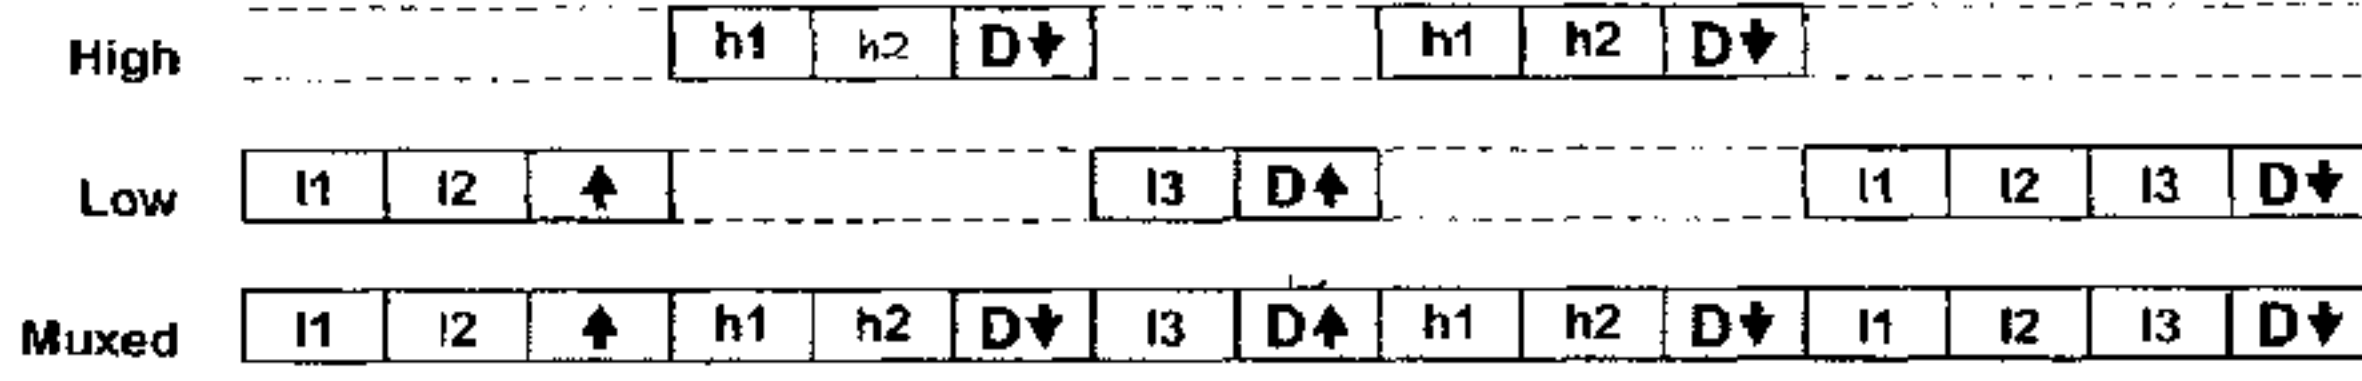 High h1 h2 D↓ h1 h2 D↓
Low l1 l2 ↑ l3 D↑ l1 l2 l3 D↓
Muxed l1 l2 ↑ h1 h2 D↓ l3 D↑ h1 h2 D↓ l1 l2 l3 D↓